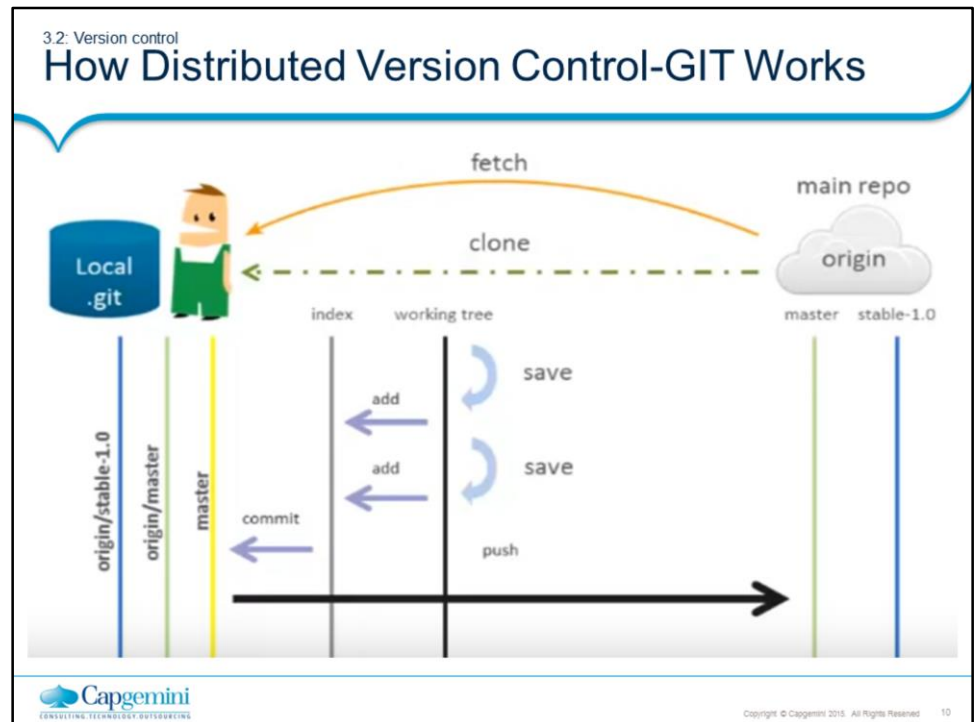 3.2: Version control
How Distributed Version Control-GIT Works
fetch
main repo
clone
origin
Local
.git
index
working tree
master
stable-1.0
save
add
add
save
origin/stable-1.0
origin/master
master
commit
push
Capgemini
CONSULTING.TECHNOLOGY.OUTSOURCING
Copyright © Capgemini 2015. All Rights Reserved
10